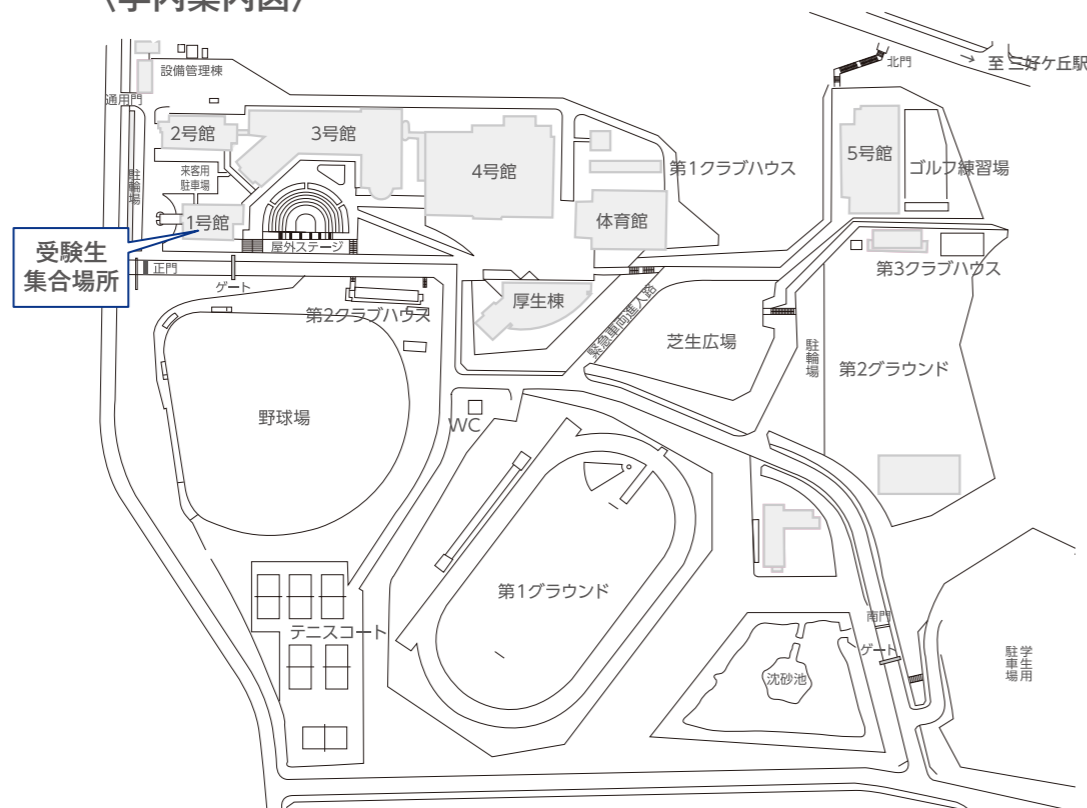 〈学内案内図〉
設備管理棟
北門
至 三好ケ丘駅
通用門
2号館
3号館
4号館
5号館
第1クラブハウス
ゴルフ練習場
駐輪場
来客用
駐車場
1号館
体育館
受験生
集合場所
屋外ステージ
正門
ゲート
第3クラブハウス
第2クラブハウス
厚生棟
緊急車両進入路
芝生広場
駐輪場
第2グラウンド
野球場
WC
第1グラウンド
テニスコート
南門
ゲート
沈砂池
学生用
駐車場